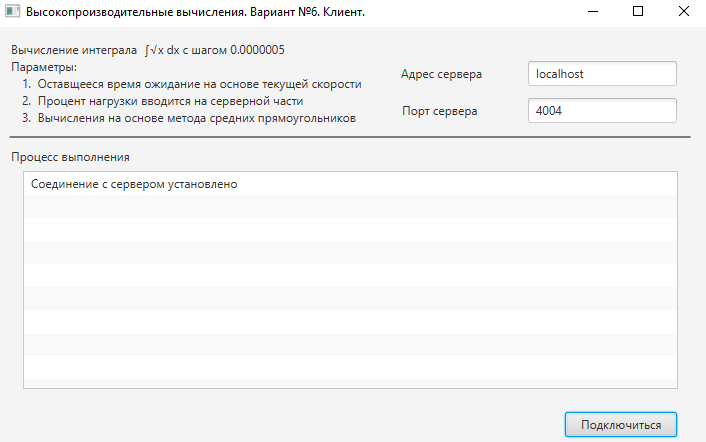 Высокопроизводительные вычисления. Вариант №6. Клиент.
Вычисление интеграла ∫√x dx с шагом 0.0000005
Параметры:
1. Оставщееся время ожидание на основе текущей скорости
2. Процент нагрузки вводится на серверной части
3. Вычисления на основе метода средних прямоугольников
Адрес сервера localhost
Порт сервера 4004
Процесс выполнения
Соединение с сервером установлено
Подключиться